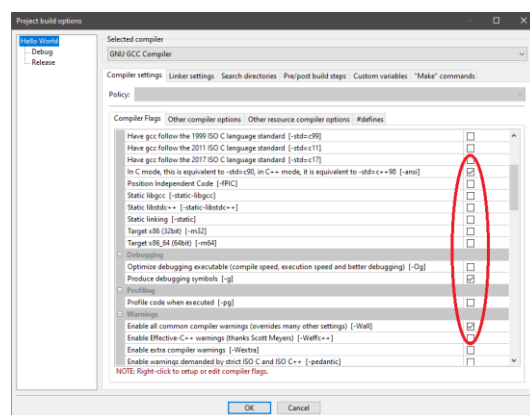 Project build options
Hello World
Debug
Release
Selected compiler
GNU GCC Compiler
Compiler settings Linker settings Search directories Pre/post build steps Custom variables "Make" commands
Policy:
Compiler Flags Other compiler options Other resource compiler options #defines
Have gcc follow the 1999 ISO C language standard [-std=c99]
Have gcc follow the 2011 ISO C language standard [-std=c11]
Have gcc follow the 2017 ISO C language standard [-std=c17]
In C mode, this is equivalent to -std=c90, in C++ mode, it is equivalent to -std=c++98 [-ansi]
Position Independent Code [-fPIC]
Static libgcc [-static-libgcc]
Static libstdc++ [-static-libstdc++]
Static linking [-static]
Target x86 (32bit) [-m32]
Target x86_64 (64bit) [-m64]
Debugging
Optimize debugging executable (compile speed, execution speed and better debugging) [-Og]
Produce debugging symbols [-g]
Profiling
Profile code when executed [-pg]
Warnings
Enable all common compiler warnings (overrides many other settings) [-Wall]
Enable Effective-C++ warnings (thanks Scott Meyers) [-Weffc++]
Enable extra compiler warnings [-Wextra]
Enable warnings demanded by strict ISO C and ISO C++ [-pedantic]
NOTE: Right-click to setup or edit compiler flags.
OK Cancel